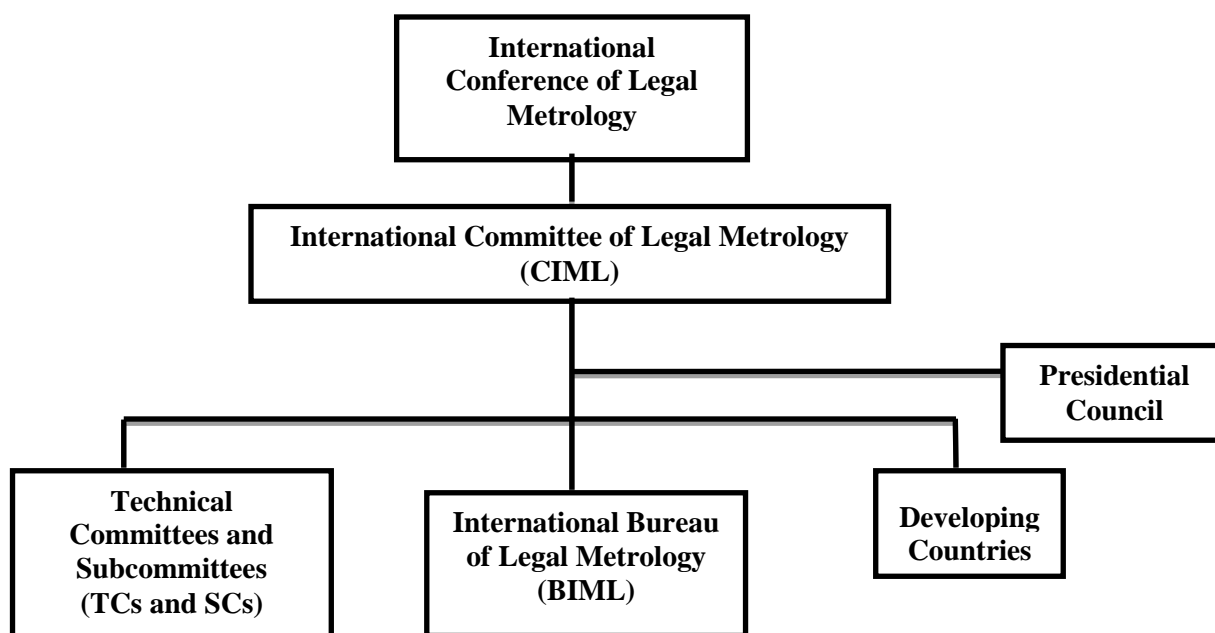 International
Conference of Legal
Metrology
International Committee of Legal Metrology
(CIML)
Presidential
Council
Technical
Committees and
Subcommittees
(TCs and SCs)
International Bureau
of Legal Metrology
(BIML)
Developing
Countries